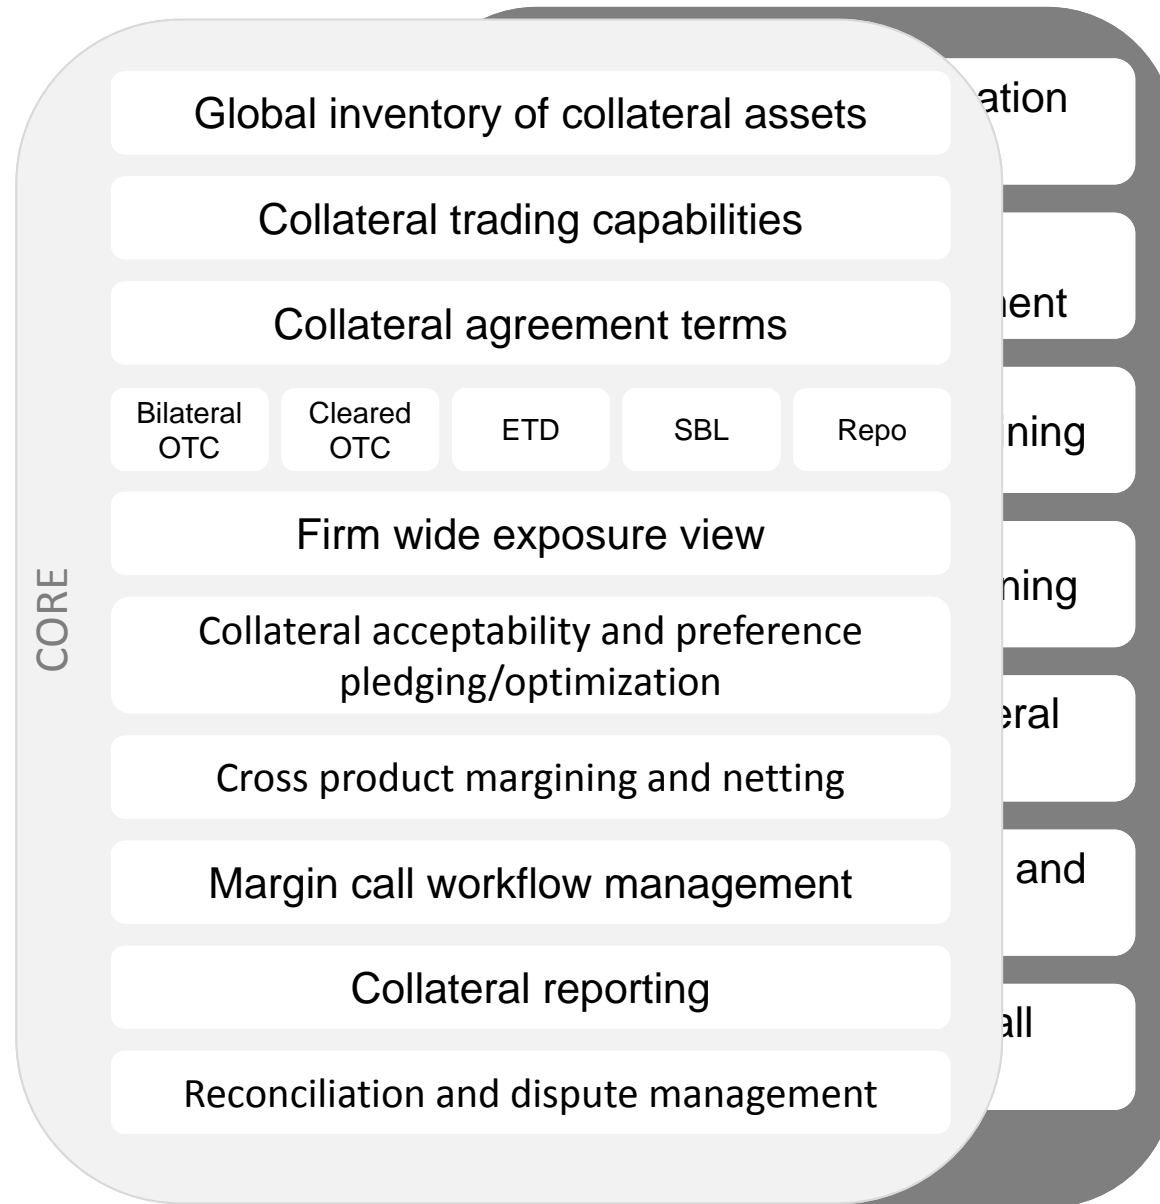 Global inventory of collateral assets
Collateral trading capabilities
Collateral agreement terms
Bilateral
OTC
Cleared
OTC
ETD
SBL
Repo
Firm wide exposure view
Collateral acceptability and preference
pledging/optimization
Cross product margining and netting
Margin call workflow management
Collateral reporting
Reconciliation and dispute management
CORE
and